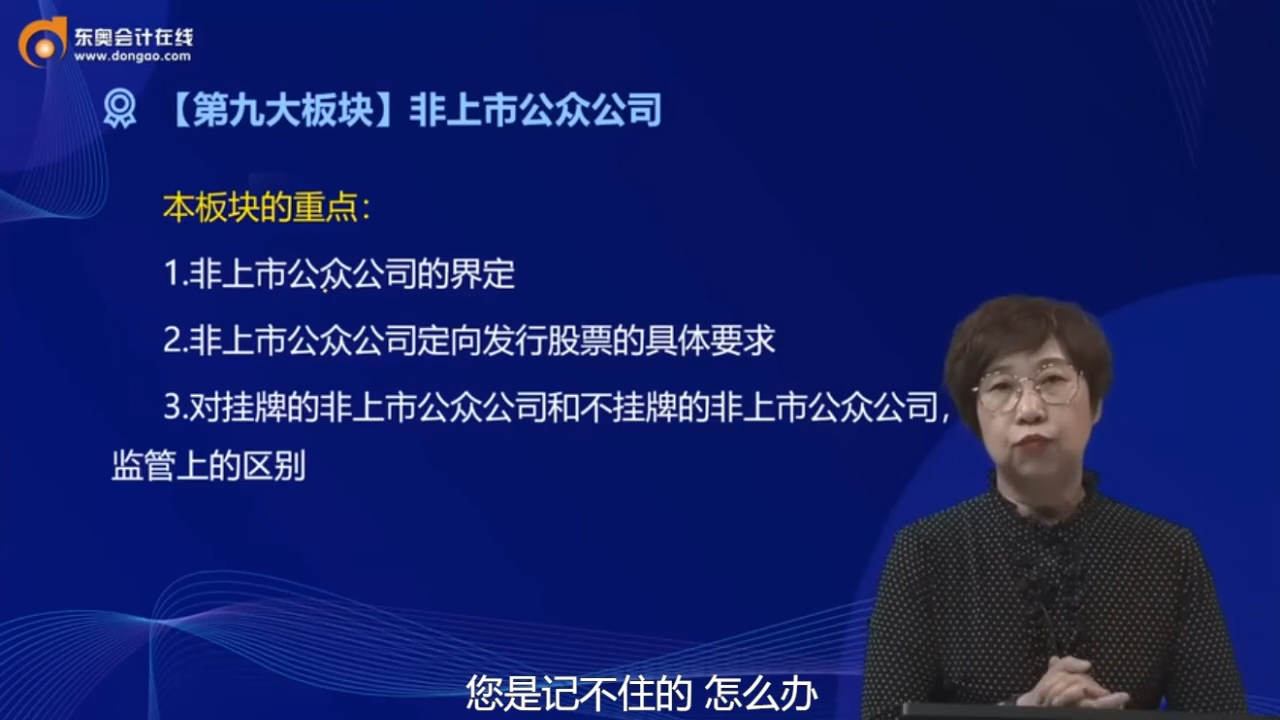 东奥会计在线
www.dongao.com
【第九大板块】非上市公众公司
本板块的重点:
1.非上市公众公司的界定
2.非上市公众公司定向发行股票的具体要求
3.对挂牌的非上市公众公司和不挂牌的非上市公众公司,
监管上的区别
您是记不住的 怎么办